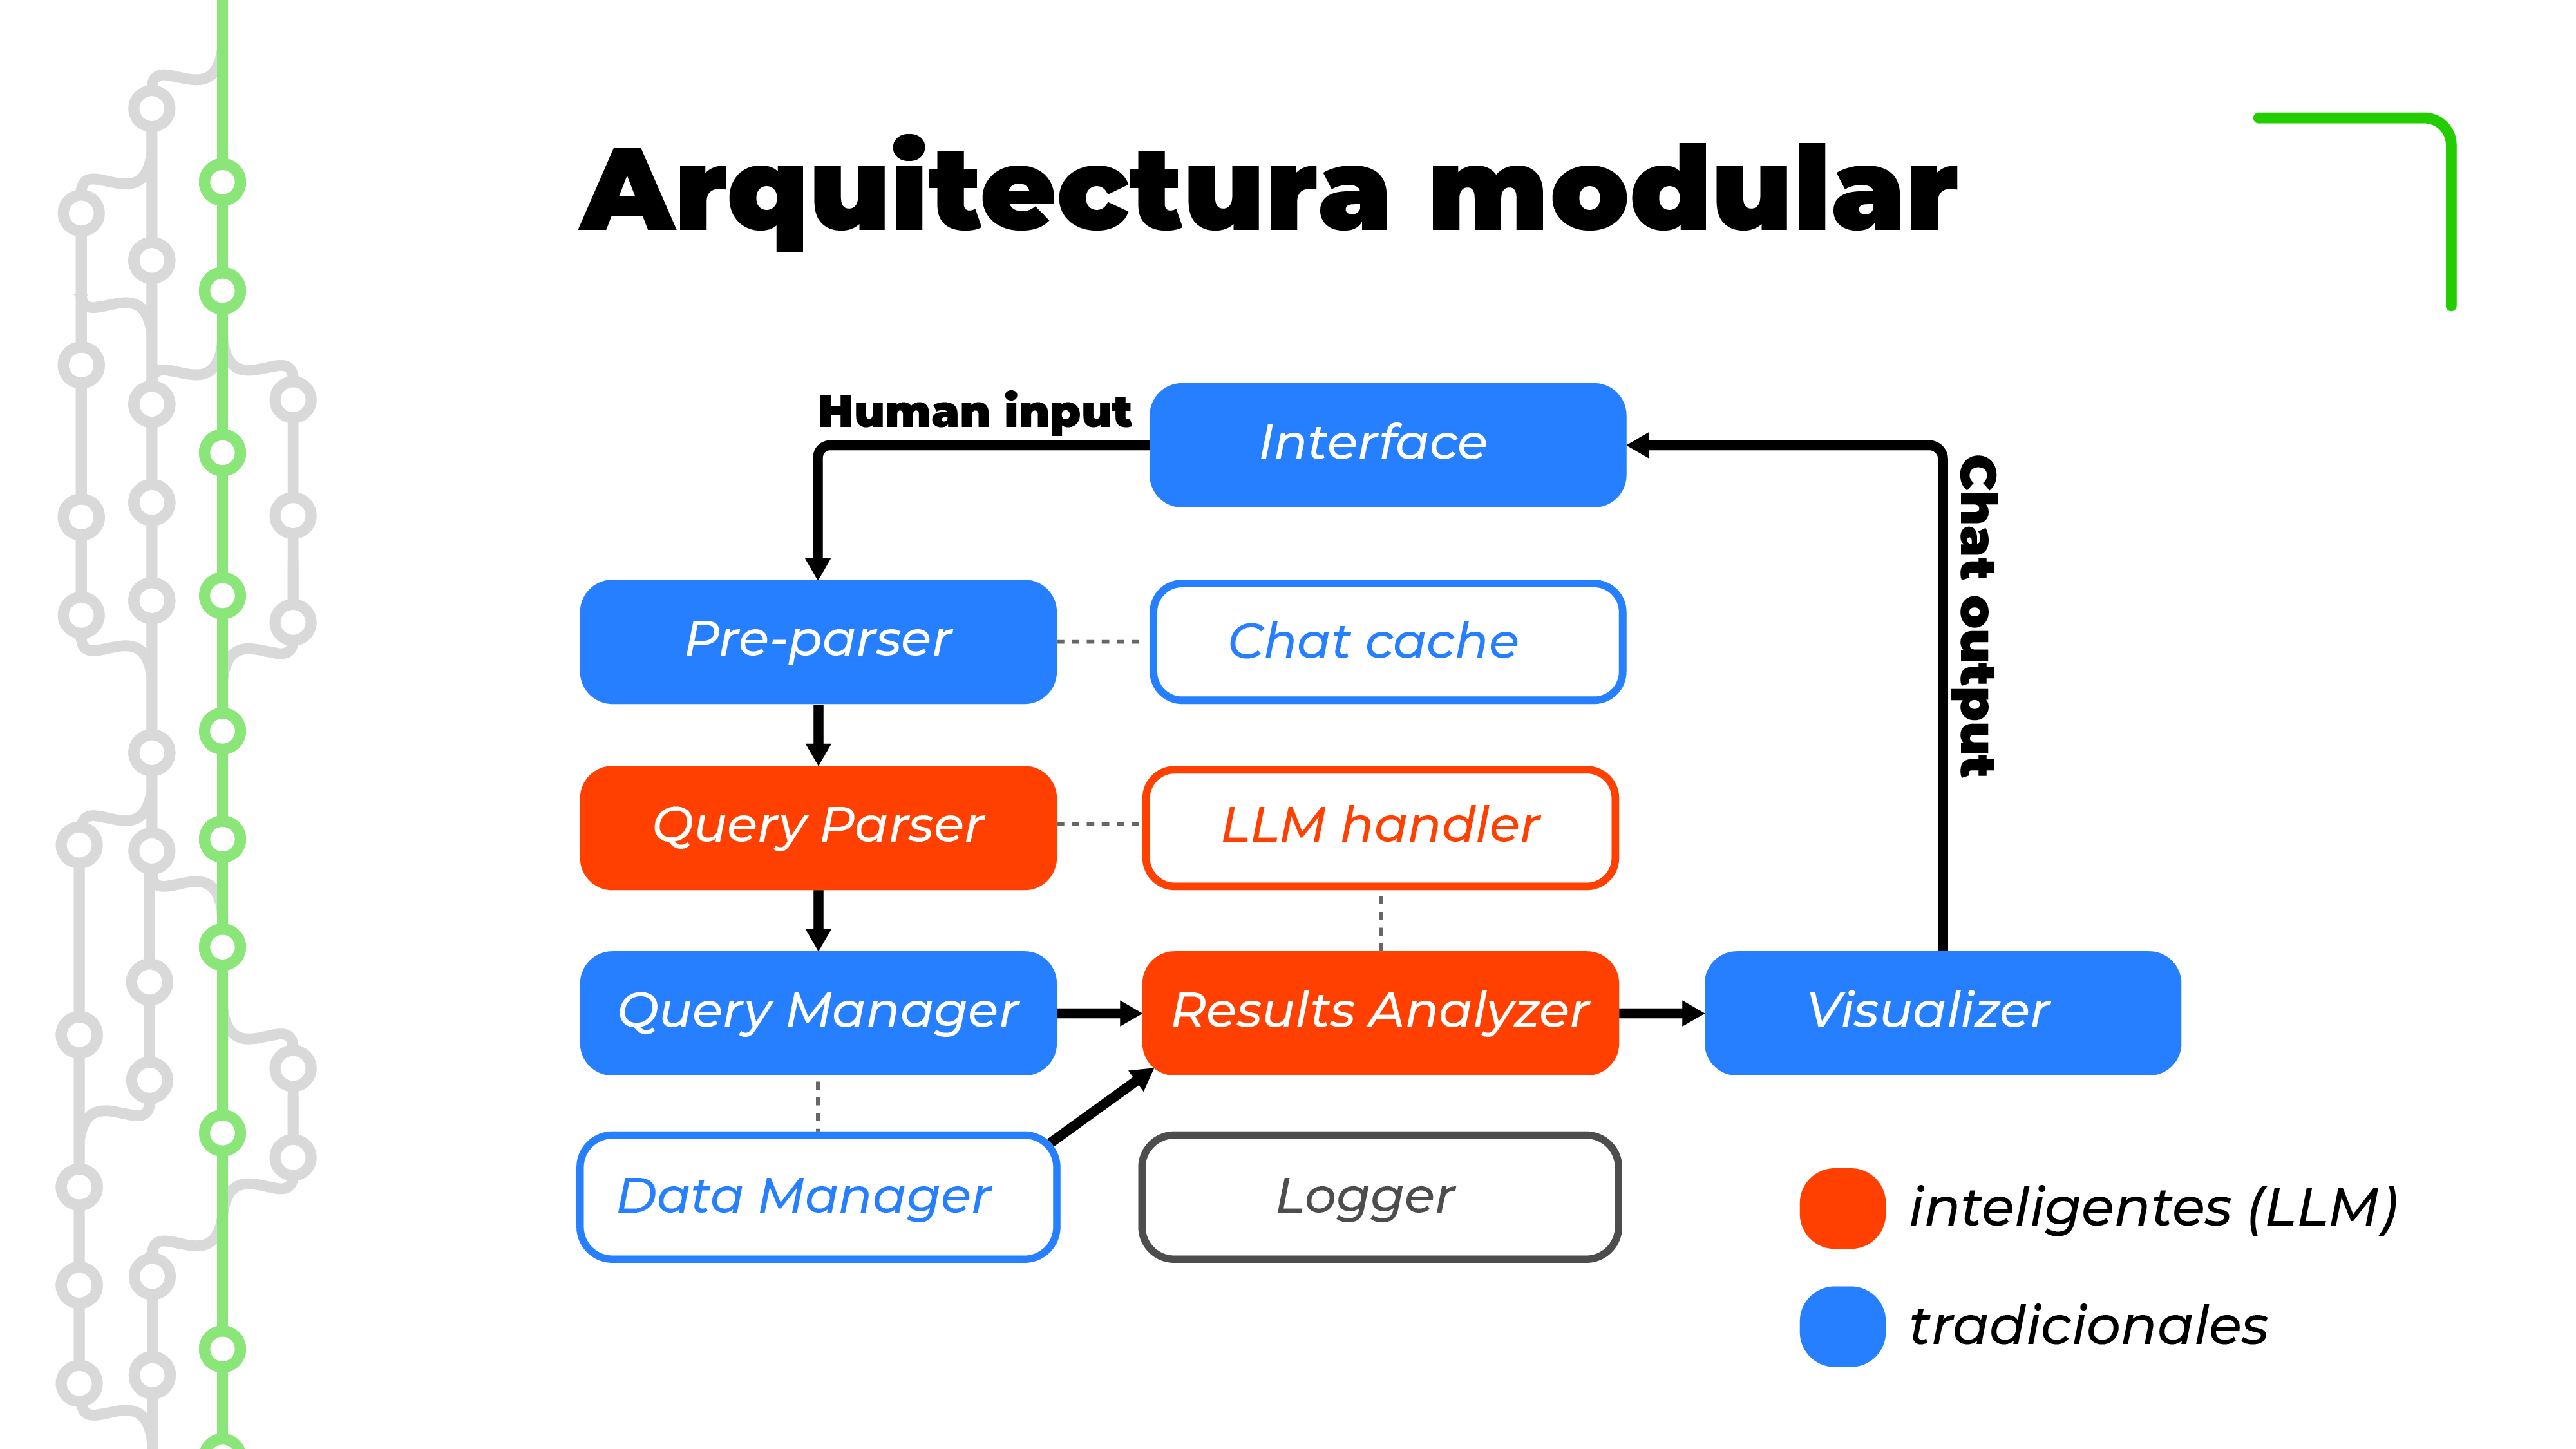 Arquitectura modular
Human input
Interface
Chat output
Pre-parser
Chat cache
Query Parser
LLM handler
Query Manager
Results Analyzer
Visualizer
Data Manager
Logger
inteligentes (LLM)
tradicionales